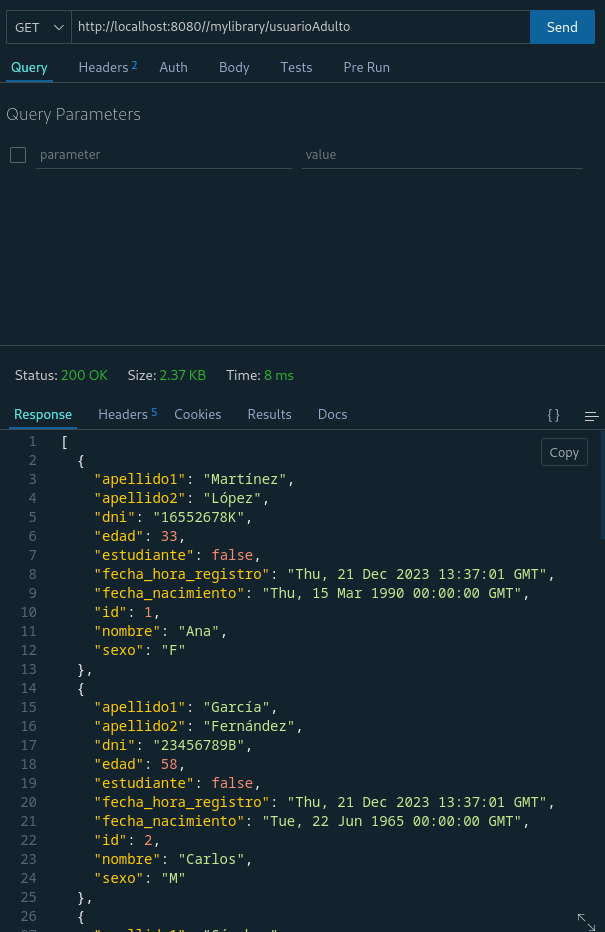 GET http://localhost:8080//mylibrary/usuarioAdulto Send
Query Headers 2 Auth Body Tests Pre Run
Query Parameters
parameter value
Status: 200 OK Size: 2.37 KB Time: 8 ms
Response Headers 5 Cookies Results Docs {}
Copy
1 [
2 {
3 "apellido1": "Martínez",
4 "apellido2": "López",
5 "dni": "16552678K",
6 "edad": 33,
7 "estudiante": false,
8 "fecha_hora_registro": "Thu, 21 Dec 2023 13:37:01 GMT",
9 "fecha_nacimiento": "Thu, 15 Mar 1990 00:00:00 GMT",
10 "id": 1,
11 "nombre": "Ana",
12 "sexo": "F"
13 },
14 {
15 "apellido1": "García",
16 "apellido2": "Fernández",
17 "dni": "23456789B",
18 "edad": 58,
19 "estudiante": false,
20 "fecha_hora_registro": "Thu, 21 Dec 2023 13:37:01 GMT",
21 "fecha_nacimiento": "Tue, 22 Jun 1965 00:00:00 GMT",
22 "id": 2,
23 "nombre": "Carlos",
24 "sexo": "M"
25 },
26 {